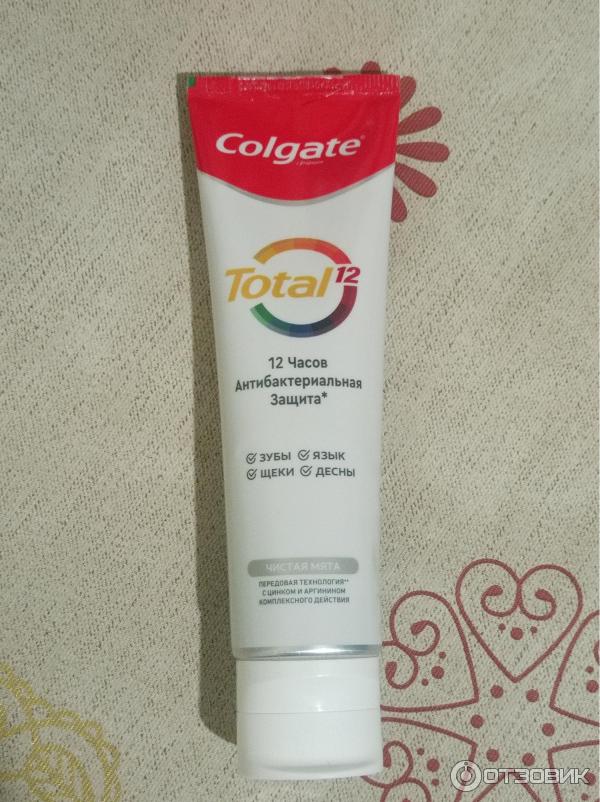 Colgate®
Total 12
12 Часов
Антибактериальная
Защита*
ЗУБЫ ЯЗЫК
ЩЕКИ ДЕСНЫ
ЧИСТАЯ МЯТА
ПЕРЕДОВАЯ ТЕХНОЛОГИЯ**
С ЦИНКОМ И АРГИНИНОМ
КОМПЛЕКСНОГО ДЕЙСТВИЯ
ОТЗОВИК